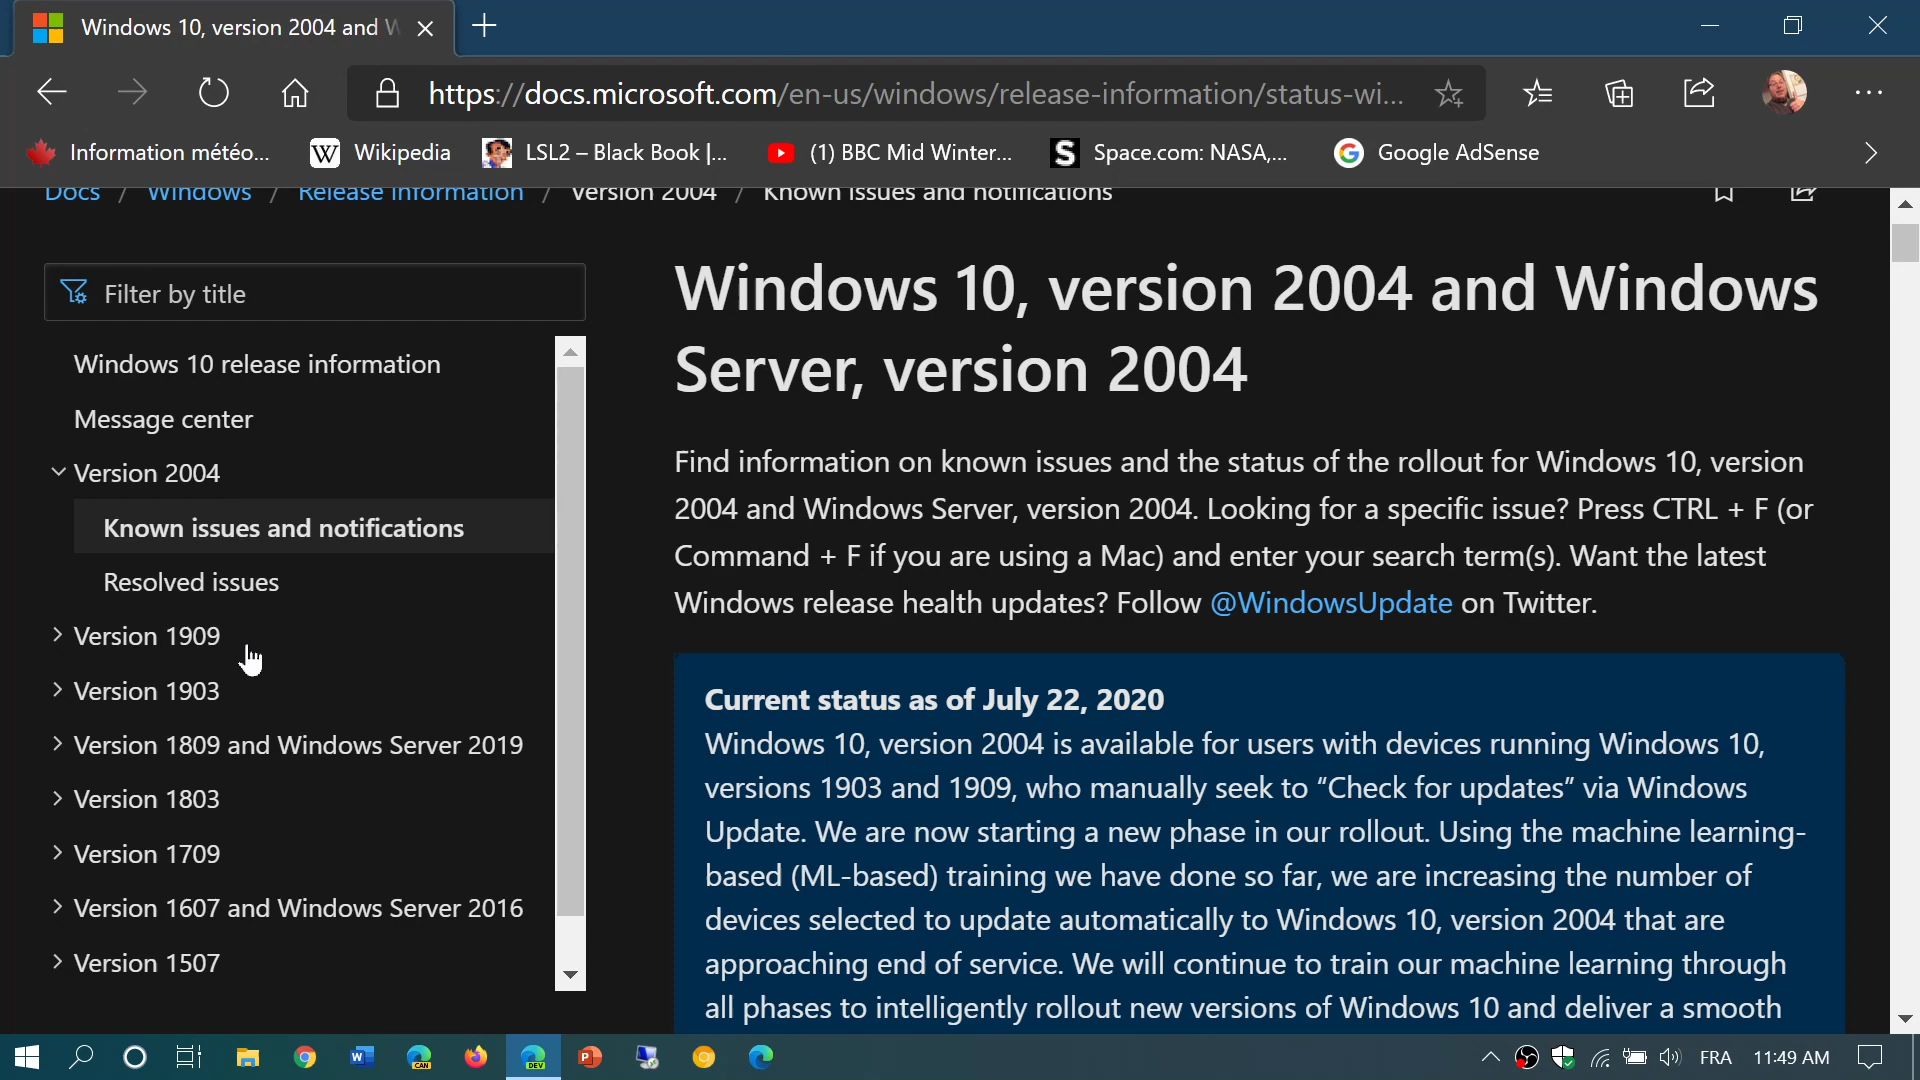 Windows 10, version 2004 and W
https://docs.microsoft.com/en-us/windows/release-information/status-wi...
Information météo...
W Wikipedia
LSL2 – Black Book |...
(1) BBC Mid Winter...
S Space.com: NASA,...
G Google AdSense
Docs / Windows / Release information / Version 2004 / Known issues and notifications
Filter by title
Windows 10 release information
Message center
Version 2004
Known issues and notifications
Resolved issues
Version 1909
Version 1903
Version 1809 and Windows Server 2019
Version 1803
Version 1709
Version 1607 and Windows Server 2016
Version 1507
Windows 10, version 2004 and Windows
Server, version 2004
Find information on known issues and the status of the rollout for Windows 10, version
2004 and Windows Server, version 2004. Looking for a specific issue? Press CTRL + F (or
Command + F if you are using a Mac) and enter your search term(s). Want the latest
Windows release health updates? Follow @WindowsUpdate on Twitter.
Current status as of July 22, 2020
Windows 10, version 2004 is available for users with devices running Windows 10,
versions 1903 and 1909, who manually seek to “Check for updates” via Windows
Update. We are now starting a new phase in our rollout. Using the machine learning-
based (ML-based) training we have done so far, we are increasing the number of
devices selected to update automatically to Windows 10, version 2004 that are
approaching end of service. We will continue to train our machine learning through
all phases to intelligently rollout new versions of Windows 10 and deliver a smooth
W
CAN
DEV
P
FRA
11:49 AM